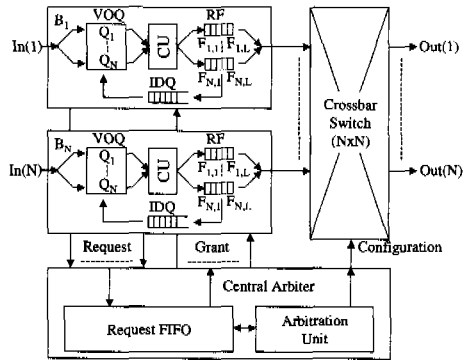 VOQ
RF
B1
Q1
F1,1 F1,L
In(1)
CU
Out(1)
QN
FN,1 FN,L
IDQ
Crossbar
Switch
(NxN)
VOQ
RF
BN
Q1
F1,1 F1,L
In(N)
CU
Out(N)
QN
FN,1 FN,L
IDQ
Request
Grant
Configuration
Central Arbiter
Request FIFO
Arbitration
Unit